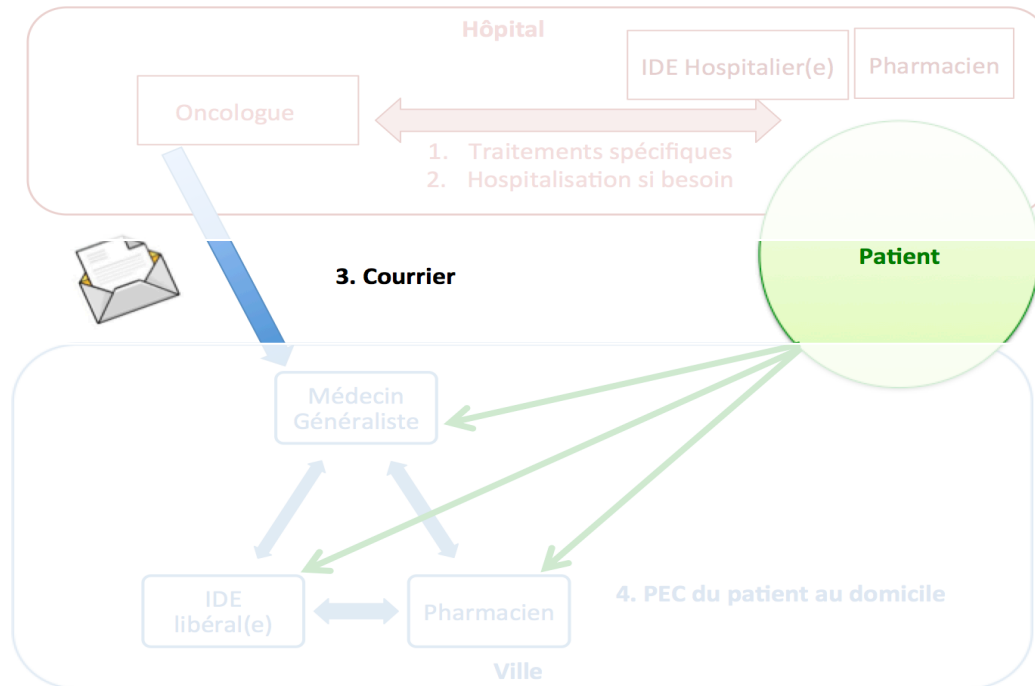 Hôpital
IDE Hospitalier(e)
Pharmacien
Oncologue
1. Traitements spécifiques
2. Hospitalisation si besoin
Patient
3. Courrier
Médecin
Généraliste
IDE
libéral(e)
Pharmacien
4. PEC du patient au domicile
Ville